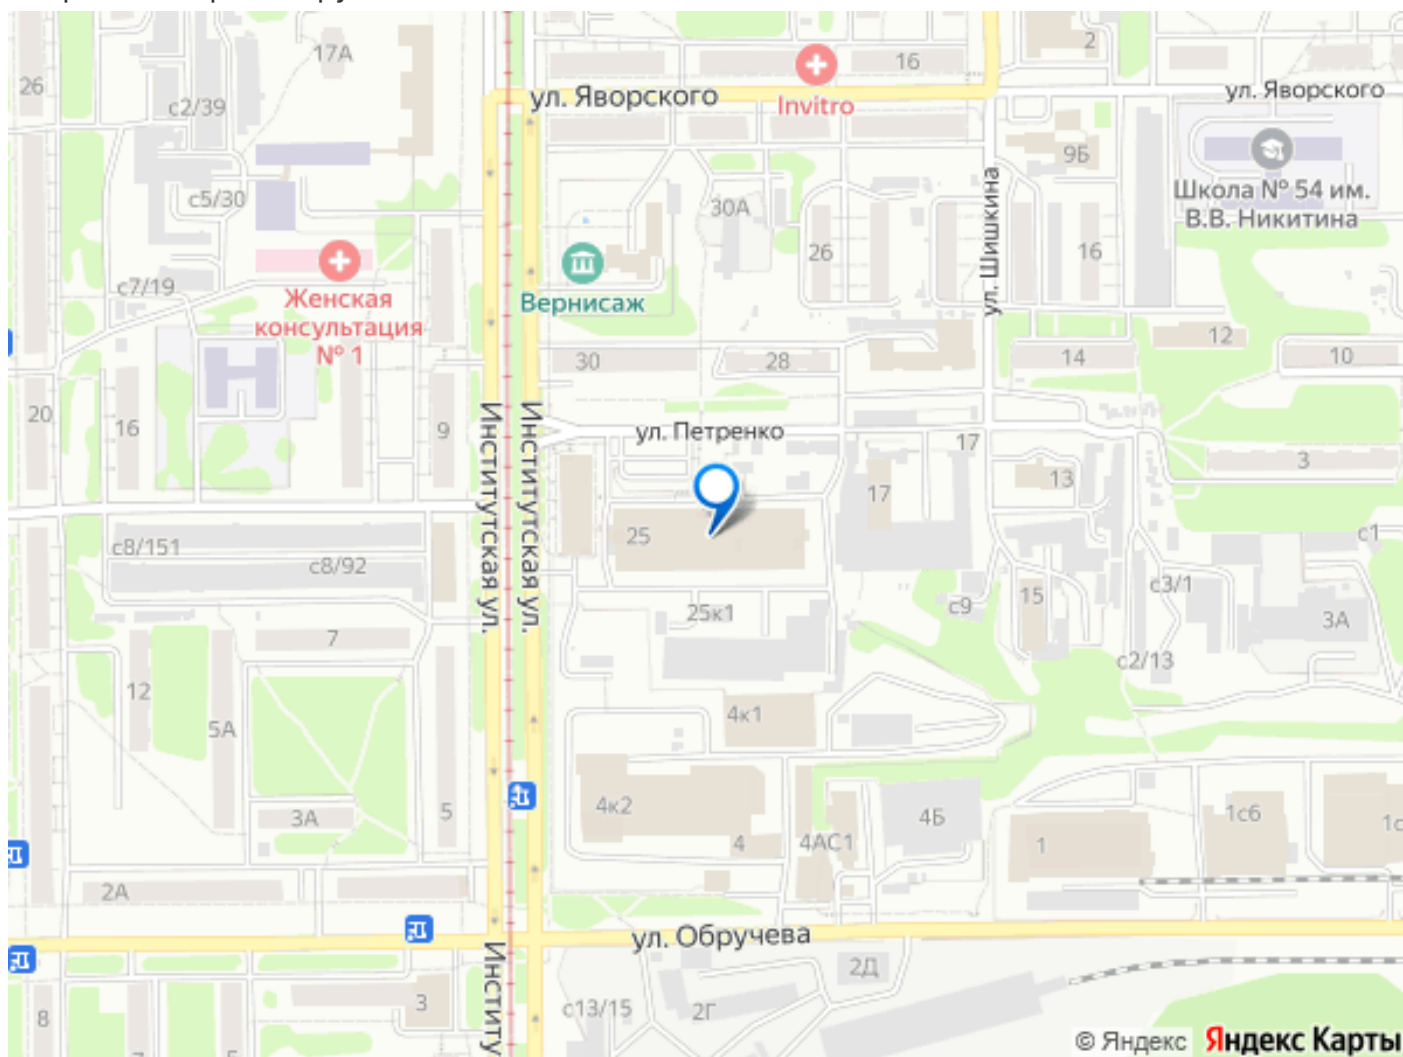 17А
16
2
26
ул. Яворского
Invitro
ул. Яворского
с2/39
9Б
Школа № 54 им.
В.В. Никитина
с5/30
30А
ул. Шишкина
26
16
с7/19
Женская
консультация
№ 1
Вернисаж
30
28
14
12
10
20
16
9
Институтская ул.
Институтская ул.
ул. Петренко
17
3
13
17
25
с8/151
с8/92
с1
с3/1
15
с9
25к1
3А
7
с2/13
12
5А
4к1
4к2
4
4АС1
4Б
1
1с6
1с
3А
5
2А
ул. Обручева
Институ
2Д
2Г
с13/15
3
8
© Яндекс Яндекс Карты